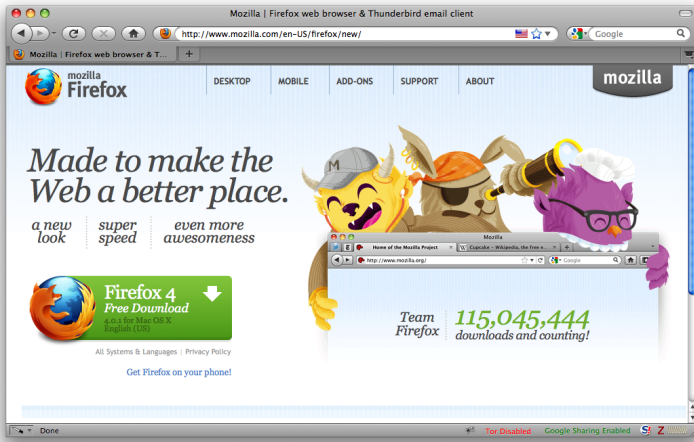 Mozilla | Firefox web browser & Thunderbird email client
http://www.mozilla.com/en-US/firefox/new/
Google
Mozilla | Firefox web browser & T...
mozilla
Firefox
DESKTOP
MOBILE
ADD-ONS
SUPPORT
ABOUT
mozilla
Made to make the
Web a better place.
a new
look
super
speed
even more
awesomeness
M
Mozilla
Home of the Mozilla Project
Cupcake – Wikipedia, the free e...
http://www.mozilla.org/
Google
Firefox 4
Free Download
4.0.1 for Mac OS X
English (US)
Team
Firefox
115,045,444
downloads and counting!
All Systems & Languages | Privacy Policy
Get Firefox on your phone!
Done
Tor Disabled
Google Sharing Enabled